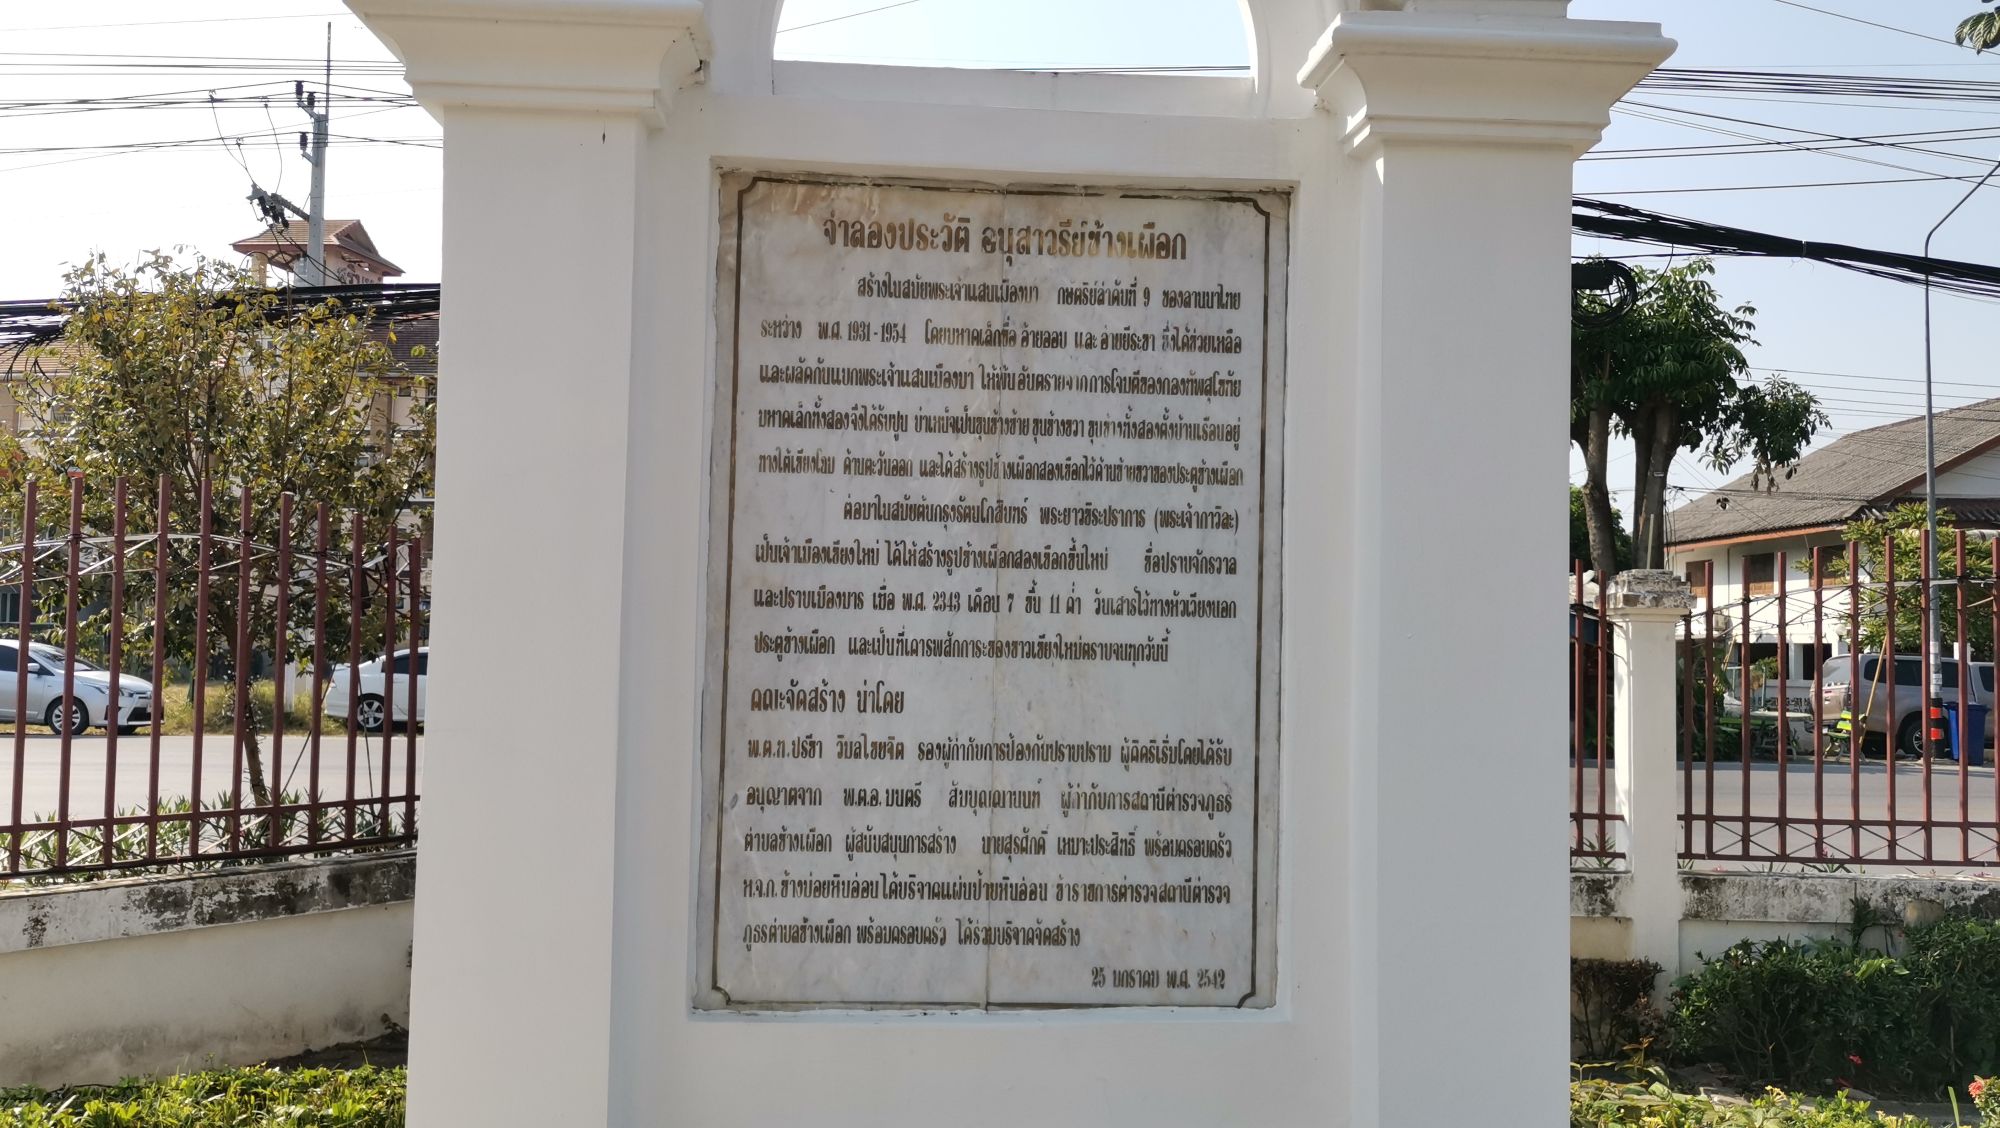 จำลองประวัติ อนุสาวรีย์ช้างเผือก
สร้างในสมัยพระเจ้าแสนเมืองมา กษัตริย์ลำดับที่ 9 ของลานนาไทย
ระหว่าง พ.ศ. 1931-1954 โดยมหาดเล็กชื่อ อ้ายออบ และ อ่ายยีระขา ซึ่งได้ช่วยเหลือ
และผลัดกันแบกพระเจ้าแสนเมืองมา ให้พ้นอันตรายจากการโจมตีของกองทัพสุโขทัย
มหาดเล็กทั้งสองจึงได้รับปูน บำเหน็จเป็นขุนช้างซ้าย ขุนช้างขวา ขุนช้างทั้งสองตั้งบ้านเรือนอยู่
ทางใต้เชียงโฉม ด้านตะวันออก และได้สร้างรูปช้างเผือกสองเชือกไว้ด้านซ้ายขวาของประตูช้างเผือก
ต่อมาในสมัยต้นกรุงรัตนโกสินทร์ พระยาวชิระปราการ (พระเจ้ากาวิละ)
เป็นเจ้าเมืองเชียงใหม่ ได้ให้สร้างรูปช้างเผือกสองเชือกขึ้นใหม่ ชื่อปราบจักรวาล
และปราบเมืองมาร เมื่อ พ.ศ. 2343 เดือน 7 ขึ้น 11 ค่ำ วันเสาร์ไว้ทางหัวเวียงนอก
ประตูช้างเผือก และเป็นที่เคารพสักการะของชาวเชียงใหม่ตราบจนทุกวันนี้
คณะจัดสร้าง นำโดย
พ.ต.ท.ปรีชา วิมลไชยจิต รองผู้กำกับการป้องกันปราบปราม ผู้คิดริเริ่มโดยได้รับ
อนุญาตจาก พ.ต.อ.มนตรี สัมบุณณานนท์ ผู้กำกับการสถานีตำรวจภูธร
ตำบลช้างเผือก ผู้สนับสนุนการสร้าง นายสุรศักดิ์ เหมาะประสิทธิ์ พร้อมครอบครัว
ห.จ.ก.ช้างน่อยหินอ่อนได้บริจาคแผ่นป้ายหินอ่อน ข้าราชการตำรวจสถานีตำรวจ
ภูธรตำบลช้างเผือก พร้อมครอบครัว ได้ร่วมบริจาคจัดสร้าง
25 มกราคม พ.ศ. 2542